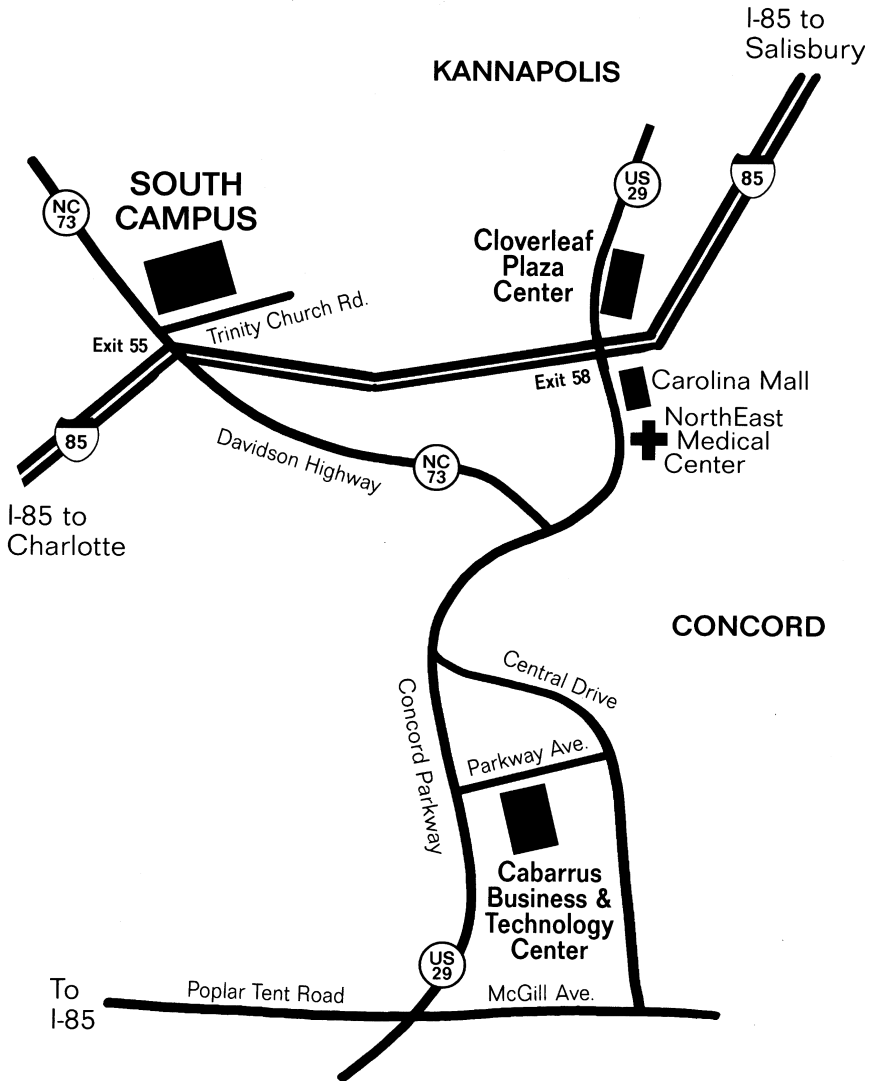 I-85 to
Salisbury
KANNAPOLIS
US
29
85
NC
73
SOUTH
CAMPUS
Cloverleaf
Plaza
Center
Trinity Church Rd.
Exit 55
Exit 58
Carolina Mall
NorthEast
Medical
Center
85
Davidson Highway
NC
73
I-85 to
Charlotte
CONCORD
Central Drive
Concord Parkway
Parkway Ave.
Cabarrus
Business &
Technology
Center
US
29
To
I-85
Poplar Tent Road
McGill Ave.